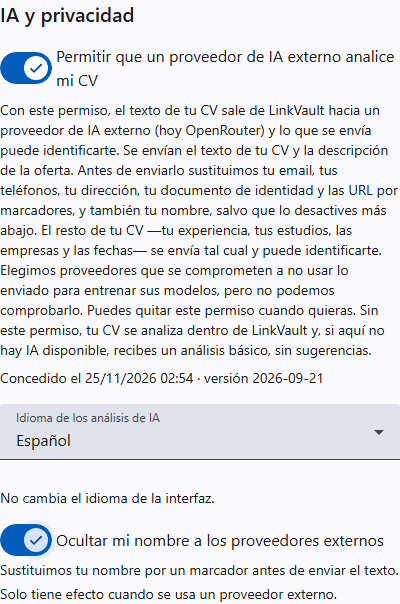 IA y privacidad
Permitir que un proveedor de IA externo analice
mi CV
Con este permiso, el texto de tu CV sale de LinkVault hacia un
proveedor de IA externo (hoy OpenRouter) y lo que se envía
puede identificarte. Se envían el texto de tu CV y la descripción
de la oferta. Antes de enviarlo sustituimos tu email, tus
teléfonos, tu dirección, tu documento de identidad y las URL por
marcadores, y también tu nombre, salvo que lo desactives más
abajo. El resto de tu CV —tu experiencia, tus estudios, las
empresas y las fechas— se envía tal cual y puede identificarte.
Elegimos proveedores que se comprometen a no usar lo
enviado para entrenar sus modelos, pero no podemos
comprobarlo. Puedes quitar este permiso cuando quieras. Sin
este permiso, tu CV se analiza dentro de LinkVault y, si aquí no
hay IA disponible, recibes un análisis básico, sin sugerencias.
Concedido el 25/11/2026 02:54 · versión 2026-09-21
Idioma de los análisis de IA
Español
No cambia el idioma de la interfaz.
Ocultar mi nombre a los proveedores externos
Sustituimos tu nombre por un marcador antes de enviar el texto.
Solo tiene efecto cuando se usa un proveedor externo.